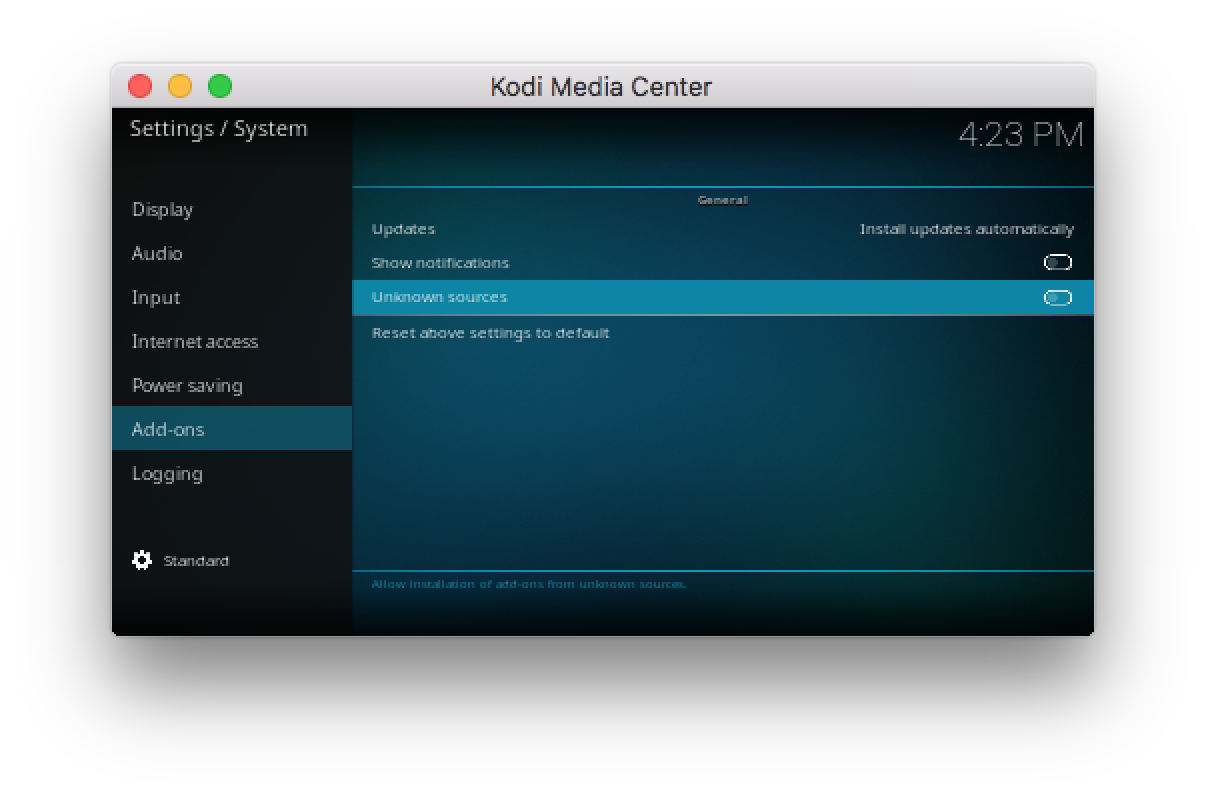 Kodi Media Center
Settings / System
4:23 PM
Display
Audio
Input
Internet access
Power saving
Add-ons
Logging
Standard
General
Updates Install updates automatically
Show notifications
Unknown sources
Reset above settings to default
Allow installation of add-ons from unknown sources.